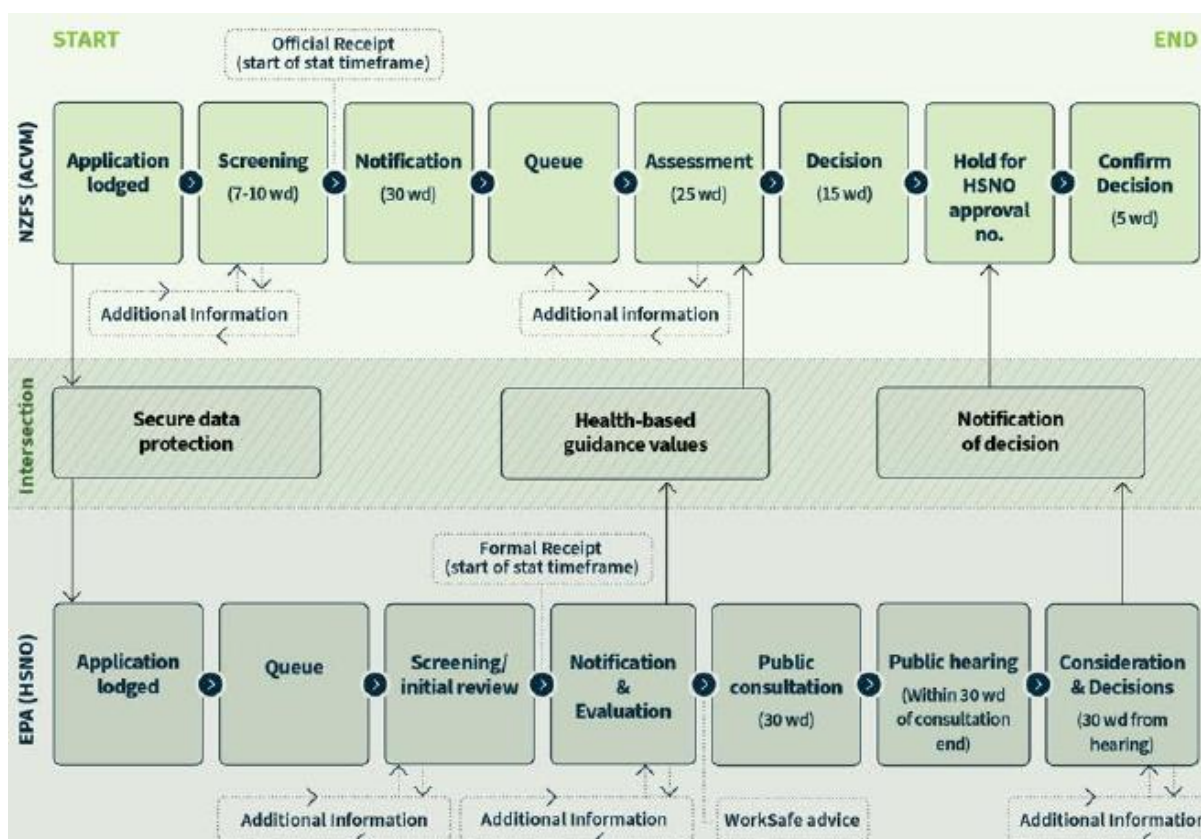 START
END
Official Receipt
(start of stat timeframe)
NZFS (ACVM)
Application
lodged
Screening
(7-10 wd)
Notification
(30 wd)
Queue
Assessment
(25 wd)
Decision
(15 wd)
Hold for
HSNO
approval
no.
Confirm
Decision
(5 wd)
Additional Information
Additional information
Intersection
Secure data
protection
Health-based
guidance values
Notification
of decision
Formal Receipt
(start of stat timeframe)
EPA (HSNO)
Application
lodged
Queue
Screening/
initial review
Notification
&
Evaluation
Public
consultation
(30 wd)
Public hearing
(Within 30 wd
of consultation
end)
Consideration
& Decisions
(30 wd from
hearing)
Additional Information
Additional Information
WorkSafe advice
Additional Information